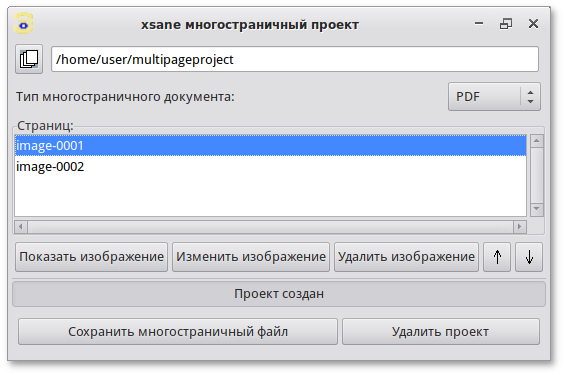 xsane многостраничный проект
/home/user/multipageproject
Тип многостраничного документа: PDF
Страниц:
image-0001
image-0002
Показать изображение Изменить изображение Удалить изображение ↑ ↓
Проект создан
Сохранить многостраничный файл Удалить проект